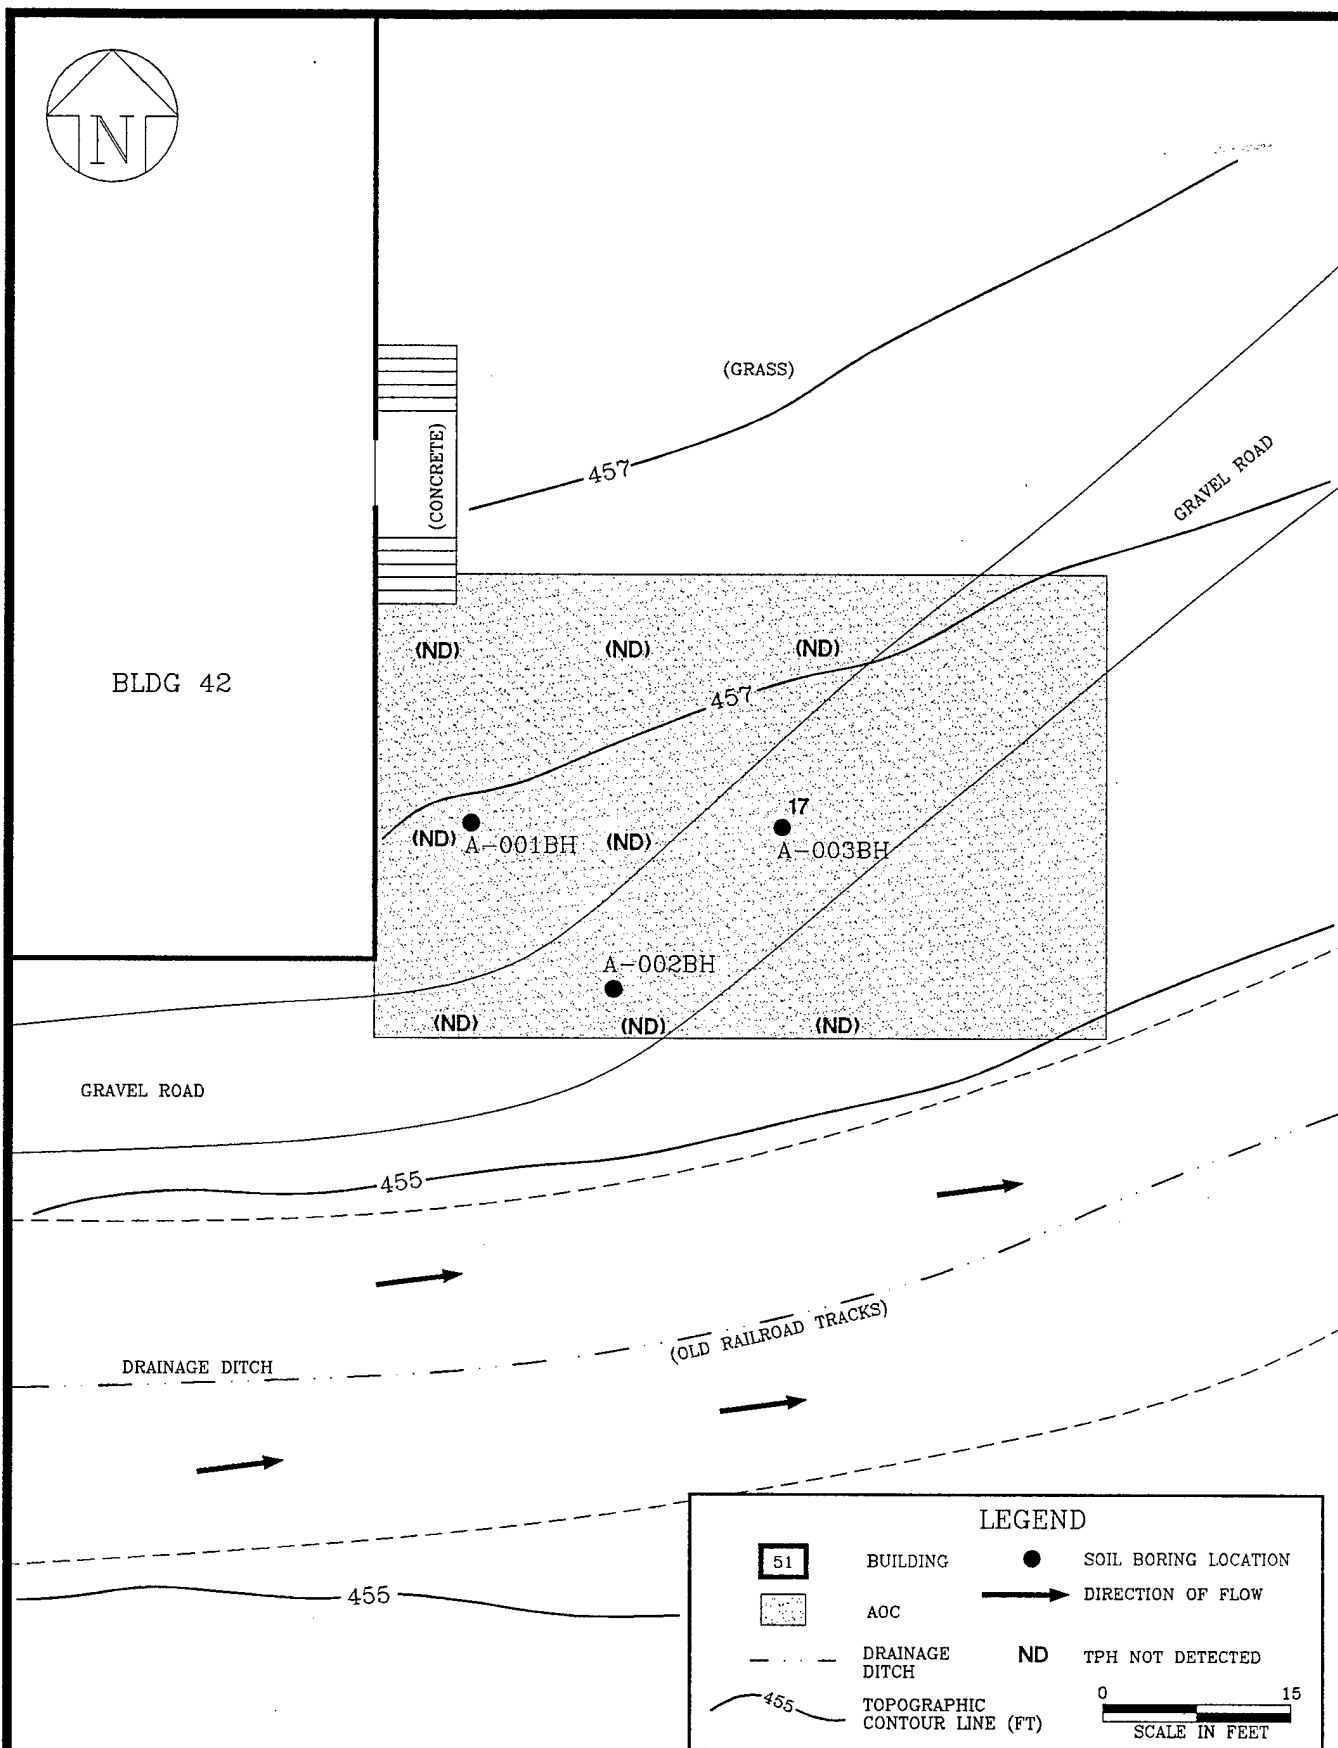 N
(GRASS)
(CONCRETE)
457
GRAVEL ROAD
(ND) (ND) (ND)
BLDG 42
457
17
(ND) A-001BH (ND) A-003BH
A-002BH
(ND) (ND) (ND)
GRAVEL ROAD
455
(OLD RAILROAD TRACKS)
DRAINAGE DITCH
455
LEGEND
51 BUILDING
SOIL BORING LOCATION
DIRECTION OF FLOW
AOC
DRAINAGE
DITCH
ND TPH NOT DETECTED
455 TOPOGRAPHIC
CONTOUR LINE (FT)
0 15
SCALE IN FEET